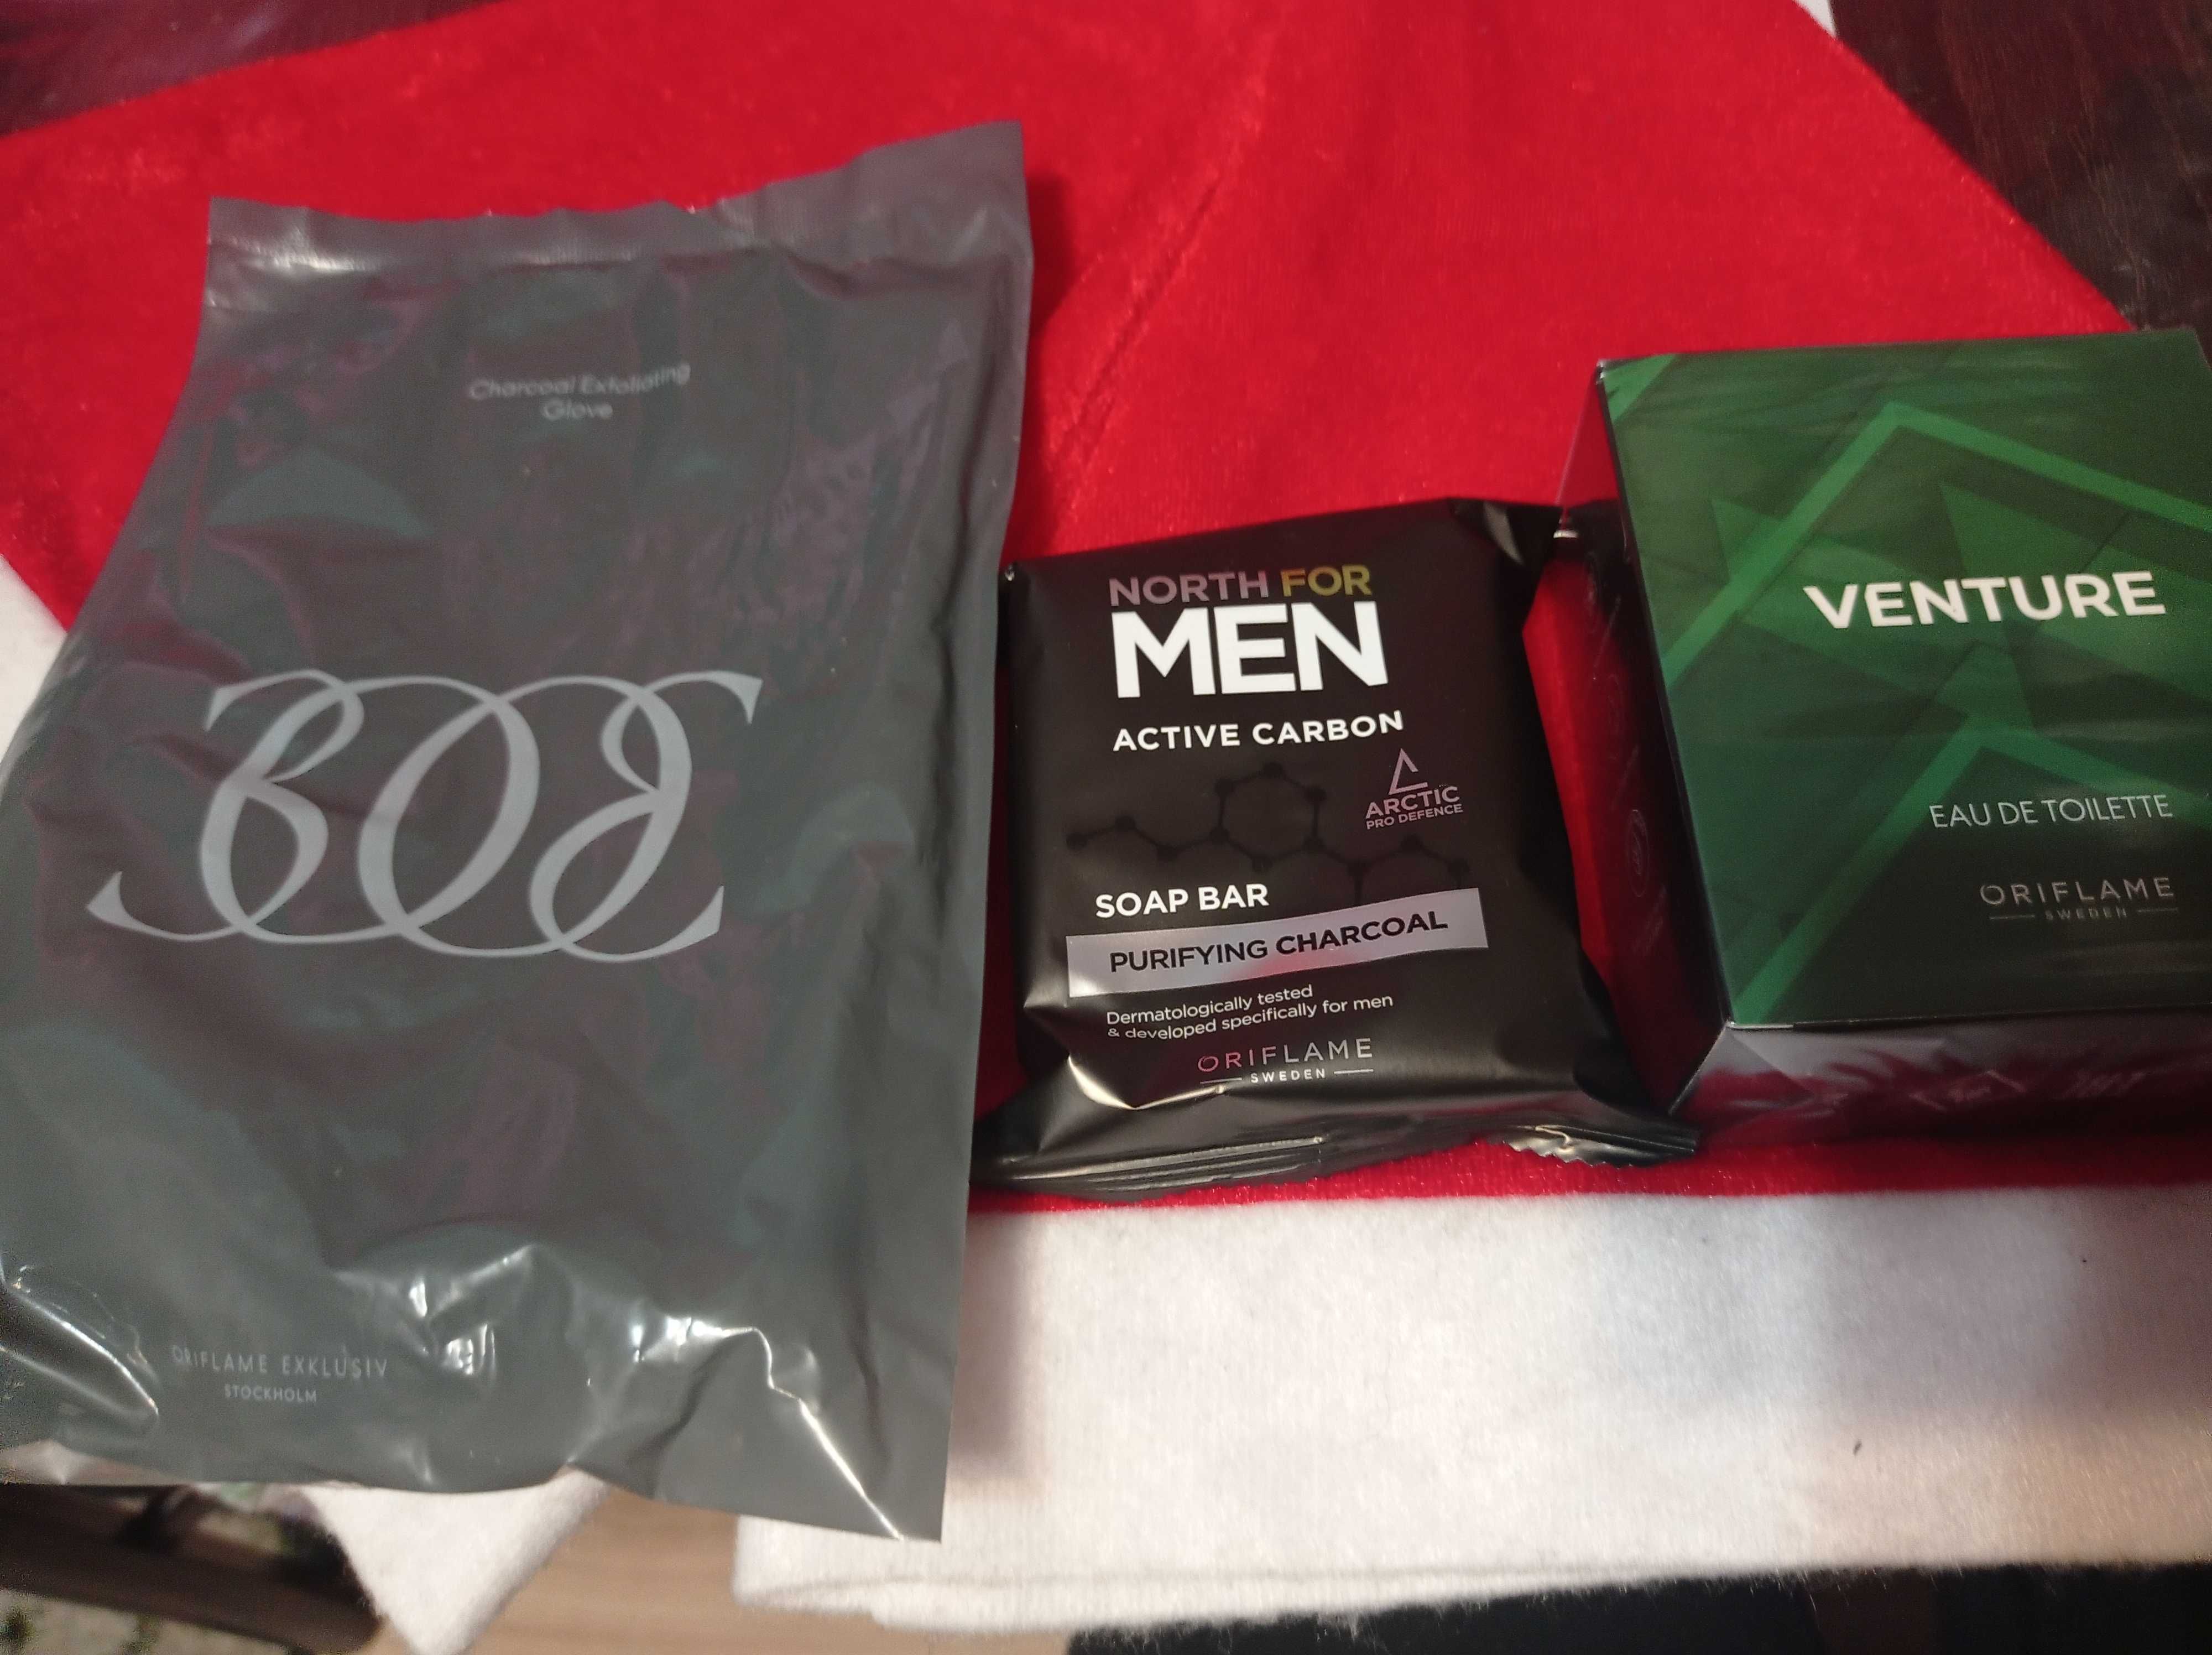 Charcoal Exfoliating
Glove
ORIFLAME EXKLUSIV
STOCKHOLM
NORTH FOR
MEN
ACTIVE CARBON
ARCTIC
PRO DEFENCE
SOAP BAR
PURIFYING CHARCOAL
Dermatologically tested
& developed specifically for men
ORIFLAME
SWEDEN
VENTURE
EAU DE TOILETTE
ORIFLAME
SWEDEN